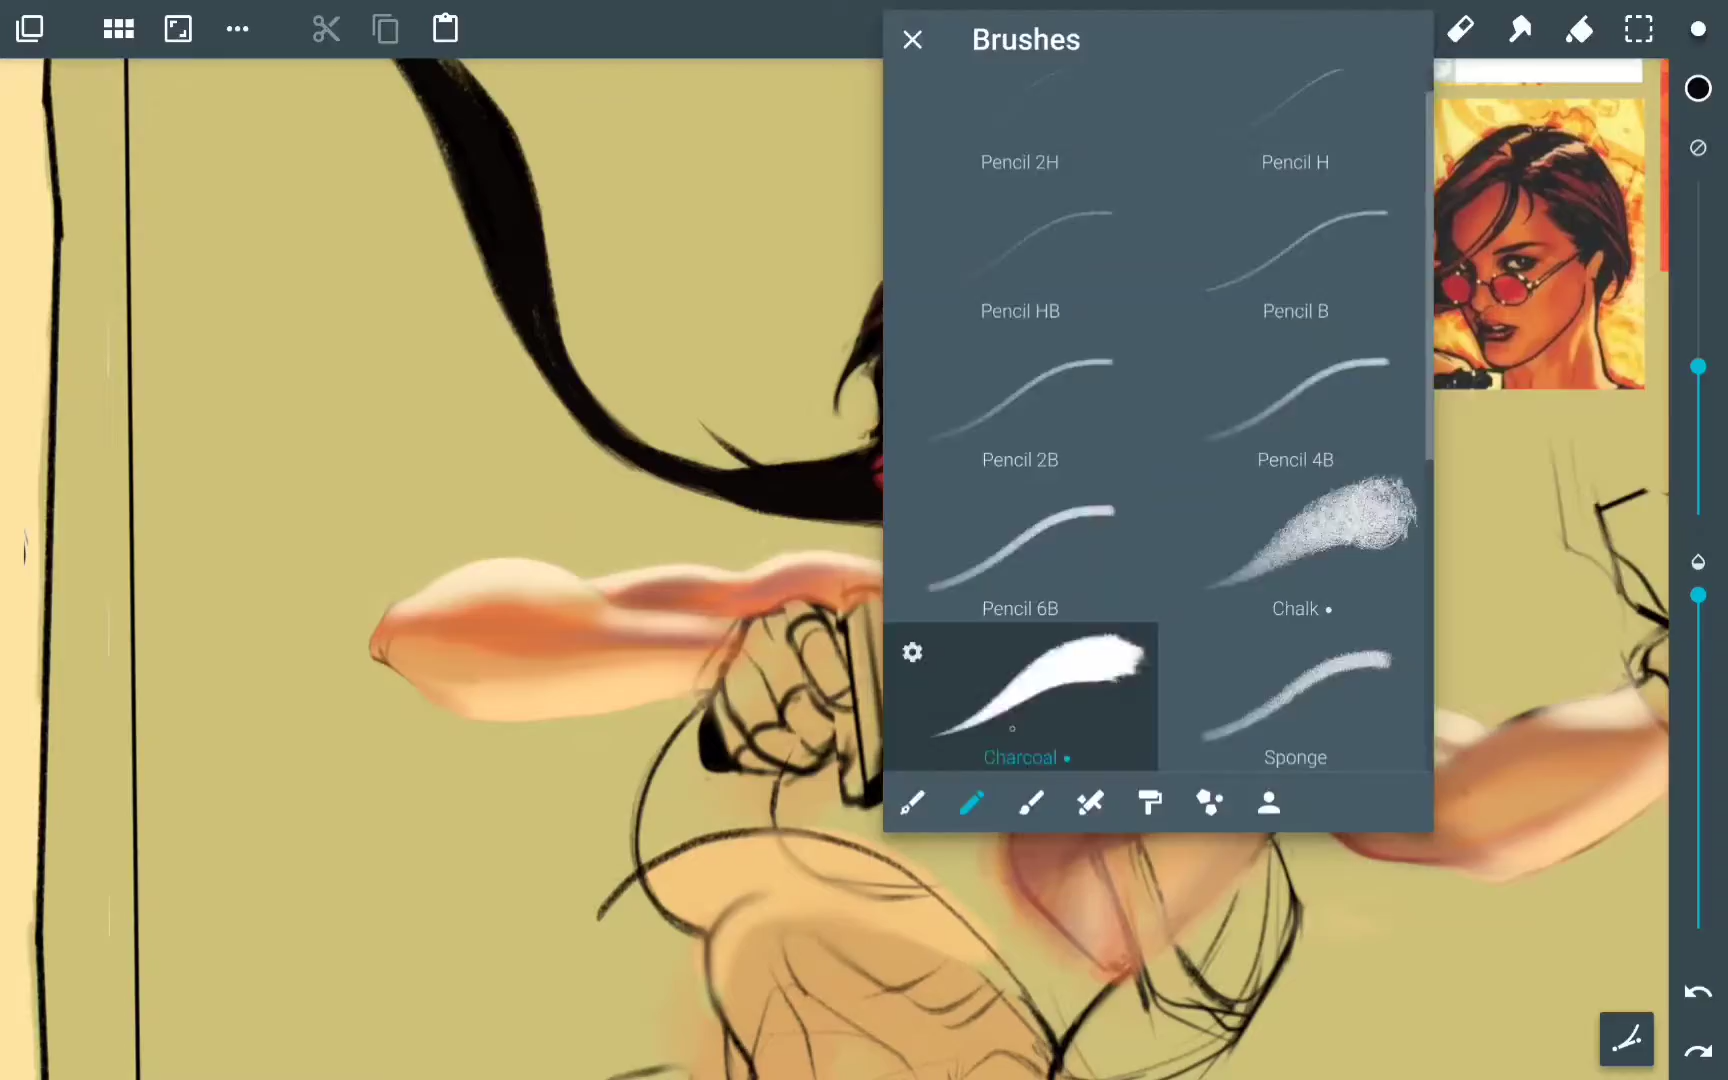 Brushes
Pencil 2H
Pencil H
Pencil HB
Pencil B
Pencil 2B
Pencil 4B
Pencil 6B
Chalk
Charcoal
Sponge